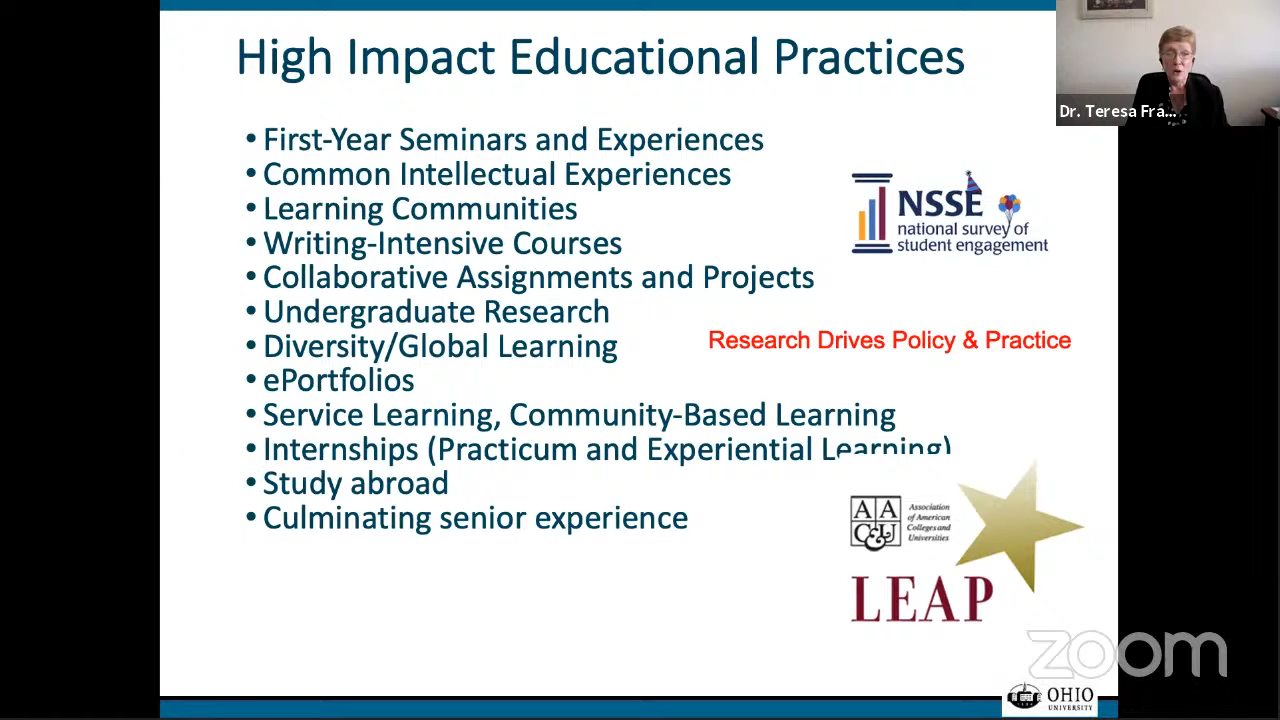 High Impact Educational Practices
Dr. Teresa Fra...
• First-Year Seminars and Experiences
• Common Intellectual Experiences
• Learning Communities
• Writing-Intensive Courses
• Collaborative Assignments and Projects
• Undergraduate Research
• Diversity/Global Learning
• ePortfolios
• Service Learning, Community-Based Learning
• Internships (Practicum and Experiential Learning)
• Study abroad
• Culminating senior experience
NSSE
national survey of
student engagement
Research Drives Policy & Practice
AA
C&U
Association
of American
Colleges and
Universities
LEAP
zoom
OHIO
UNIVERSITY